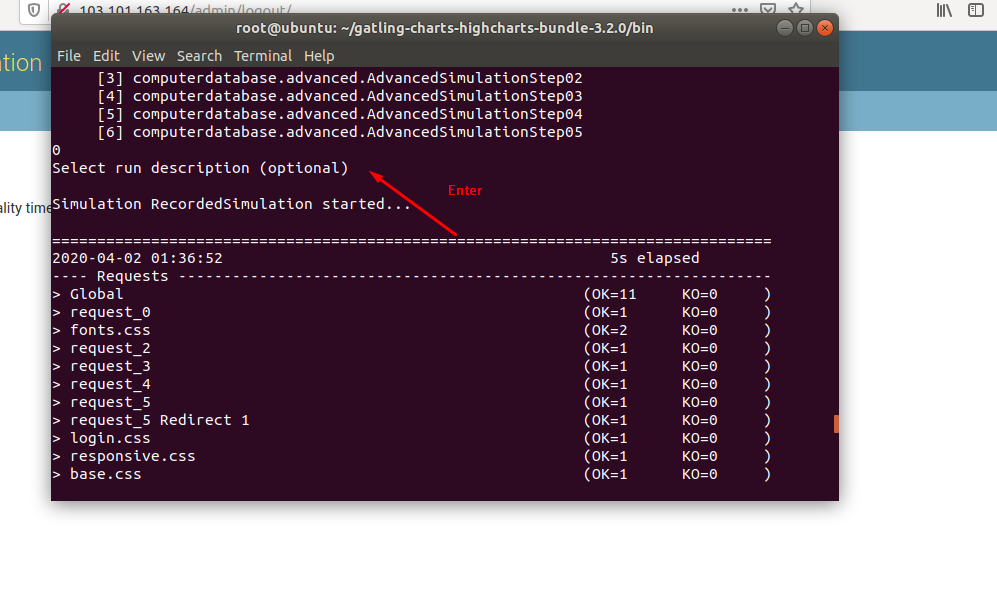 103.101.163.164/admin/logout/
root@ubuntu: ~/gatling-charts-highcharts-bundle-3.2.0/bin
tion
File Edit View Search Terminal Help
[3] computerdatabase.advanced.AdvancedSimulationStep02
[4] computerdatabase.advanced.AdvancedSimulationStep03
[5] computerdatabase.advanced.AdvancedSimulationStep04
[6] computerdatabase.advanced.AdvancedSimulationStep05
0
Select run description (optional)
Enter
ality time
Simulation RecordedSimulation started...
================================================================================
2020-04-02 01:36:52 5s elapsed
---- Requests ------------------------------------------------------------------
> Global (OK=11 KO=0 )
> request_0 (OK=1 KO=0 )
> fonts.css (OK=2 KO=0 )
> request_2 (OK=1 KO=0 )
> request_3 (OK=1 KO=0 )
> request_4 (OK=1 KO=0 )
> request_5 (OK=1 KO=0 )
> request_5 Redirect 1 (OK=1 KO=0 )
> login.css (OK=1 KO=0 )
> responsive.css (OK=1 KO=0 )
> base.css (OK=1 KO=0 )